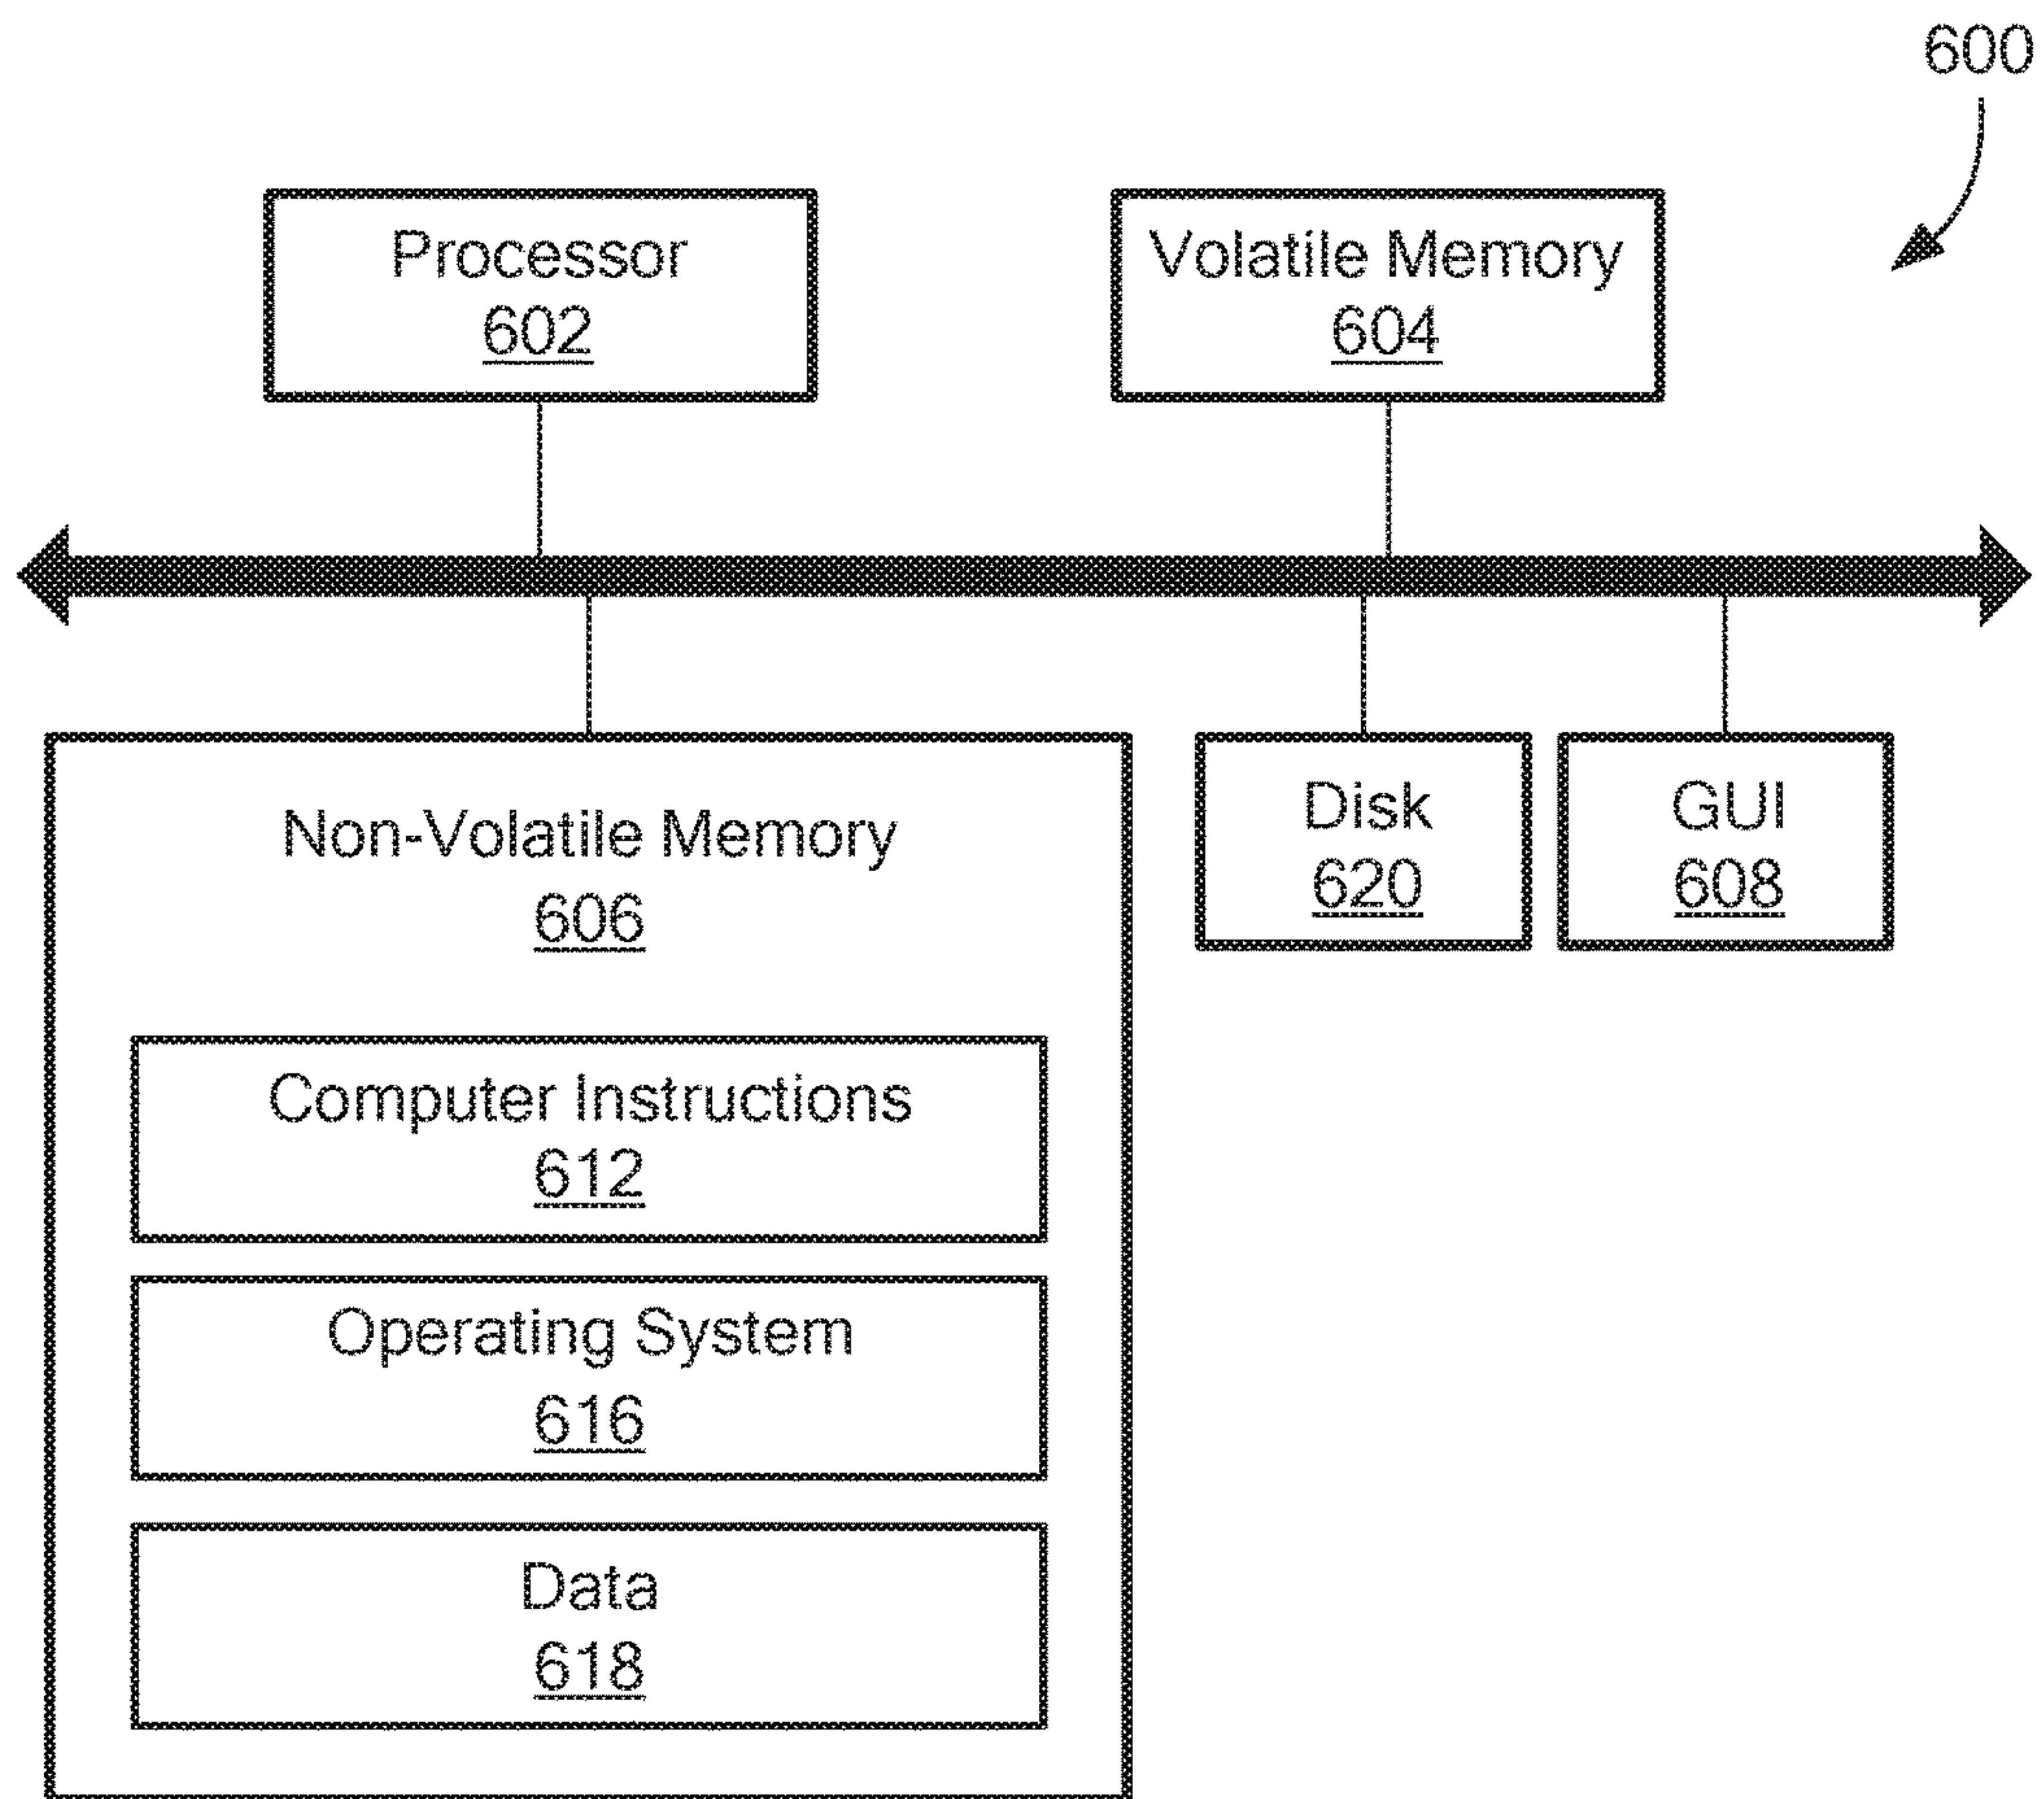 600
Processor
602
Volatile Memory
604
Non-Volatile Memory
606
Disk
620
GUI
608
Computer Instructions
612
Operating System
616
Data
618